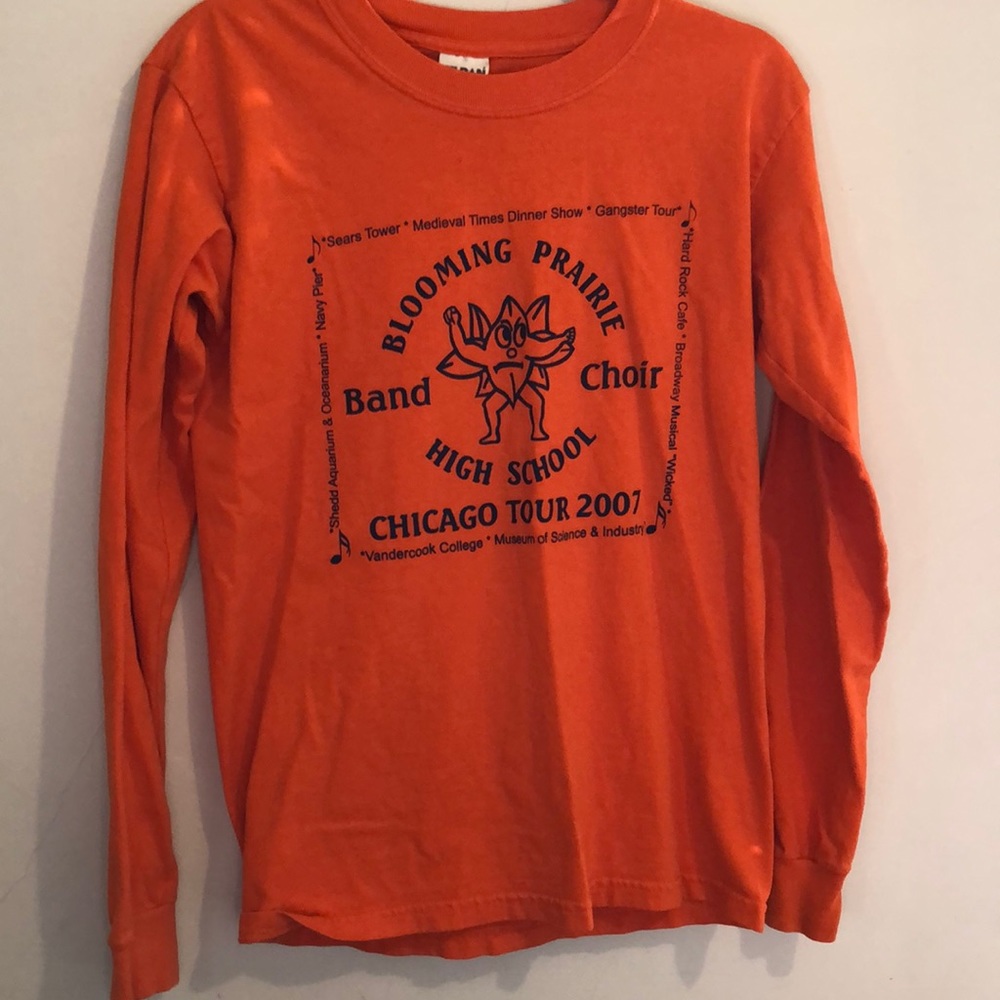 *Sears Tower * Medieval Times Dinner Show * Gangster Tour*
*Hard Rock Cafe * Broadway Musical "Wicked" *
*Shedd Aquarium & Oceanarium * Navy Pier*
BLOOMING PRAIRIE
Band Choir
HIGH SCHOOL
CHICAGO TOUR 2007
*Vandercook College * Museum of Science & Industry